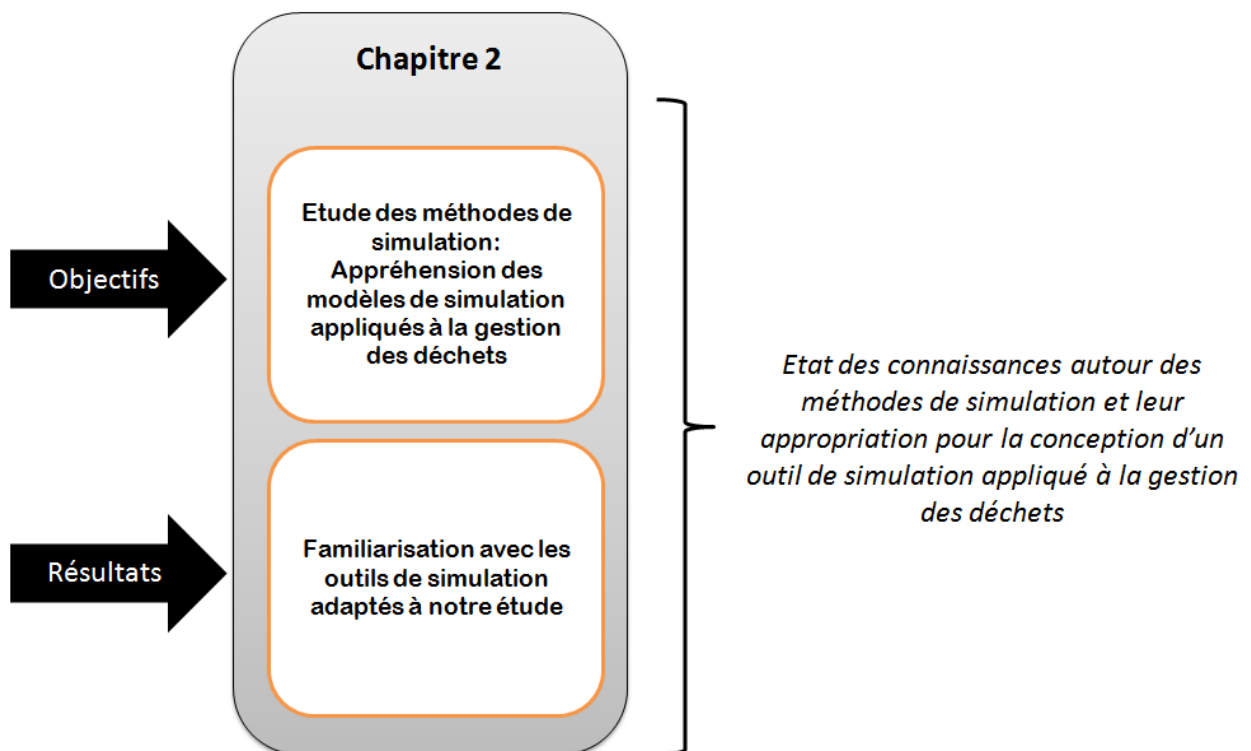 Chapitre 2
Objectifs
Etude des méthodes de
simulation:
Appréhension des
modèles de simulation
appliqués à la gestion
des déchets
Résultats
Familiarisation avec les
outils de simulation
adaptés à notre étude
Etat des connaissances autour des
méthodes de simulation et leur
appropriation pour la conception d’un
outil de simulation appliqué à la gestion
des déchets